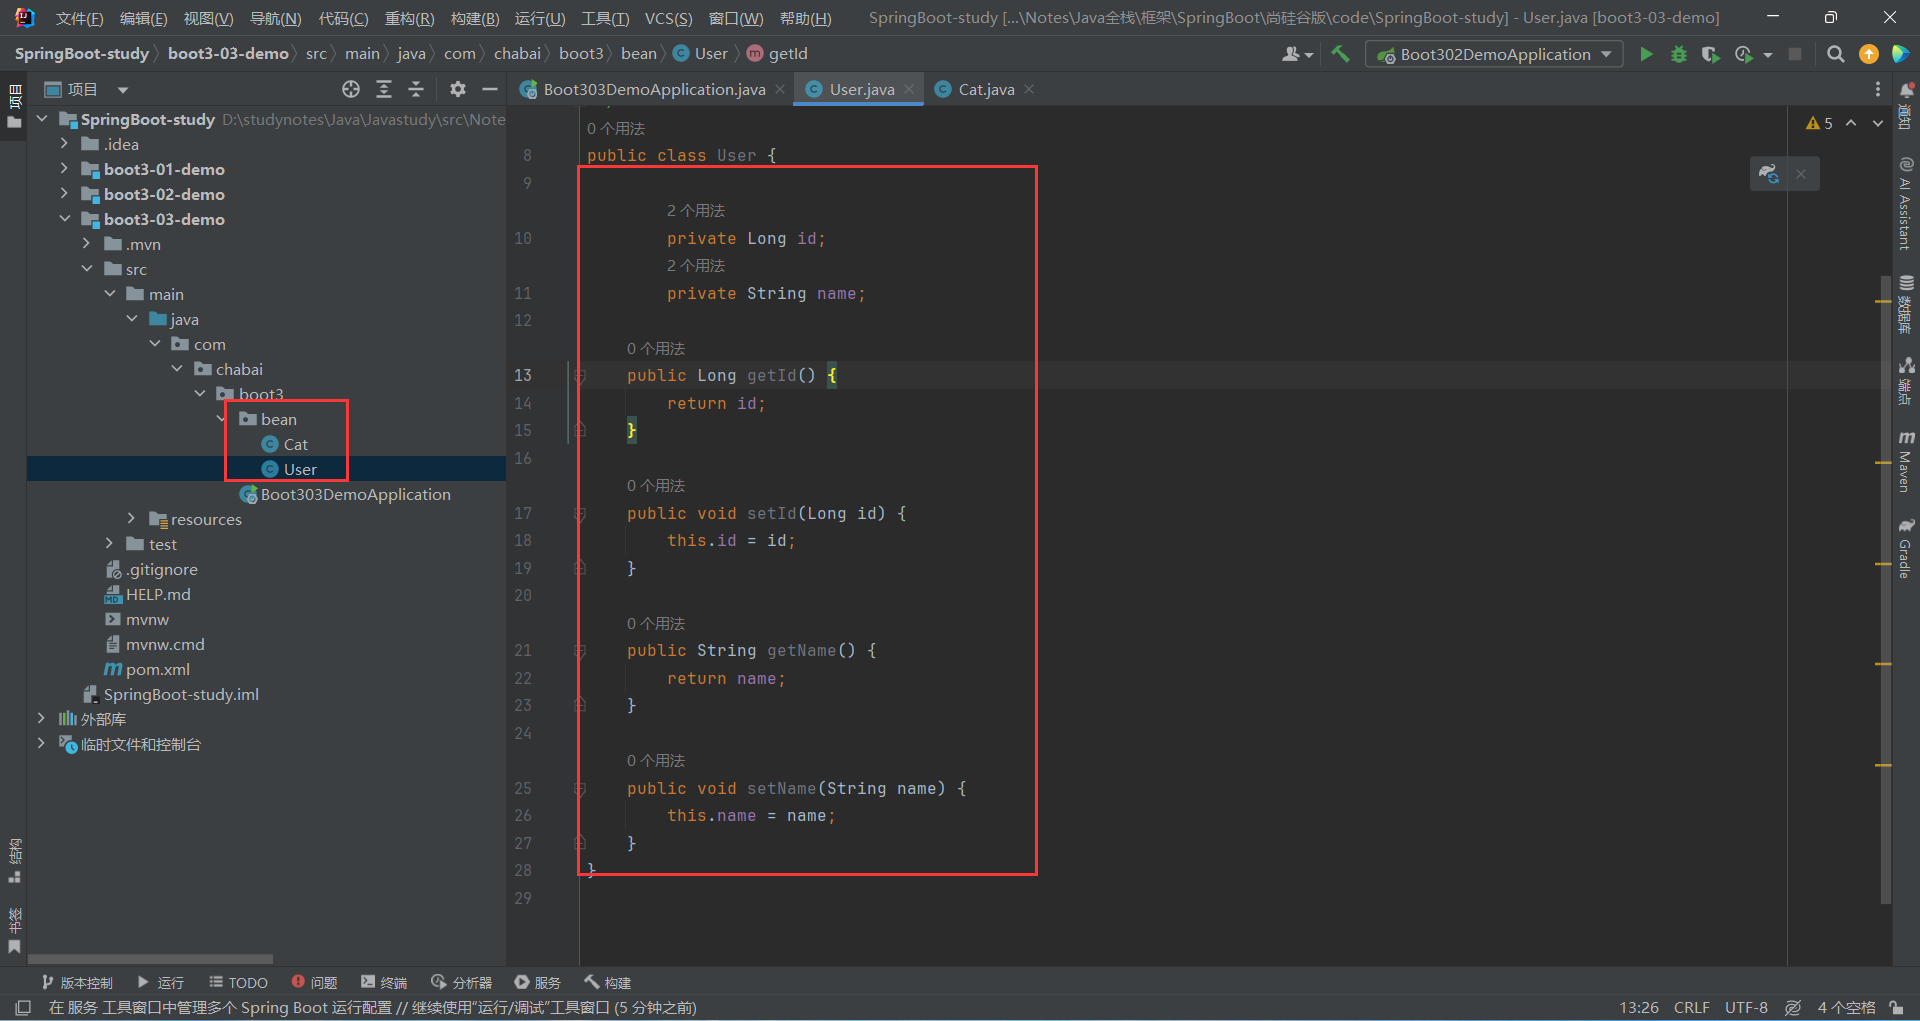 文件(F) 编辑(E) 视图(V) 导航(N) 代码(C) 重构(R) 构建(B) 运行(U) 工具(T) VCS(S) 窗口(W) 帮助(H) SpringBoot-study [...\Notes\Java全栈\框架\SpringBoot\尚硅谷版\code\SpringBoot-study] - User.java [boot3-03-demo]
SpringBoot-study boot3-03-demo src main java com chabai boot3 bean User getId Boot302DemoApplication
项目
项目
SpringBoot-study D:\studynotes\Java\Javastudy\src\Note
.idea
boot3-01-demo
boot3-02-demo
boot3-03-demo
.mvn
src
main
java
com
chabai
boot3
bean
Cat
User
Boot303DemoApplication
resources
test
.gitignore
HELP.md
mvnw
mvnw.cmd
pom.xml
SpringBoot-study.iml
外部库
临时文件和控制台
结构
书签
Boot303DemoApplication.java User.java Cat.java
5
0 个用法
8 public class User {
9
2 个用法
10 private Long id;
2 个用法
11 private String name;
12
0 个用法
13 public Long getId() {
14 return id;
15 }
16
0 个用法
17 public void setId(Long id) {
18 this.id = id;
19 }
20
0 个用法
21 public String getName() {
22 return name;
23 }
24
0 个用法
25 public void setName(String name) {
26 this.name = name;
27 }
28 }
29
通知
AI Assistant
数据库
端点
Maven
Gradle
版本控制 运行 TODO 问题 终端 分析器 服务 构建
在 服务 工具窗口中管理多个 Spring Boot 运行配置 // 继续使用“运行/调试”工具窗口 (5 分钟之前) 13:26 CRLF UTF-8 4 个空格